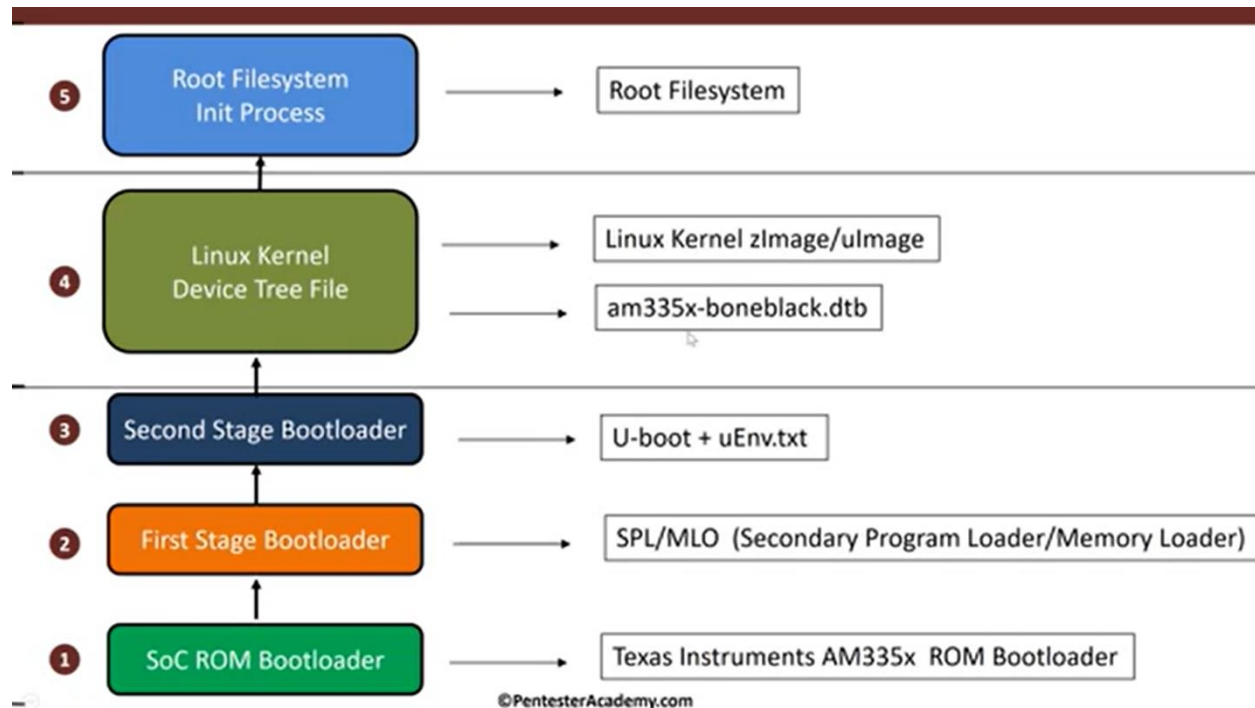 5
Root Filesystem
Init Process
Root Filesystem
4
Linux Kernel
Device Tree File
Linux Kernel zImage/uImage
am335x-boneblack.dtb
3
Second Stage Bootloader
U-boot + uEnv.txt
2
First Stage Bootloader
SPL/MLO (Secondary Program Loader/Memory Loader)
1
SoC ROM Bootloader
Texas Instruments AM335x ROM Bootloader
©PentesterAcademy.com